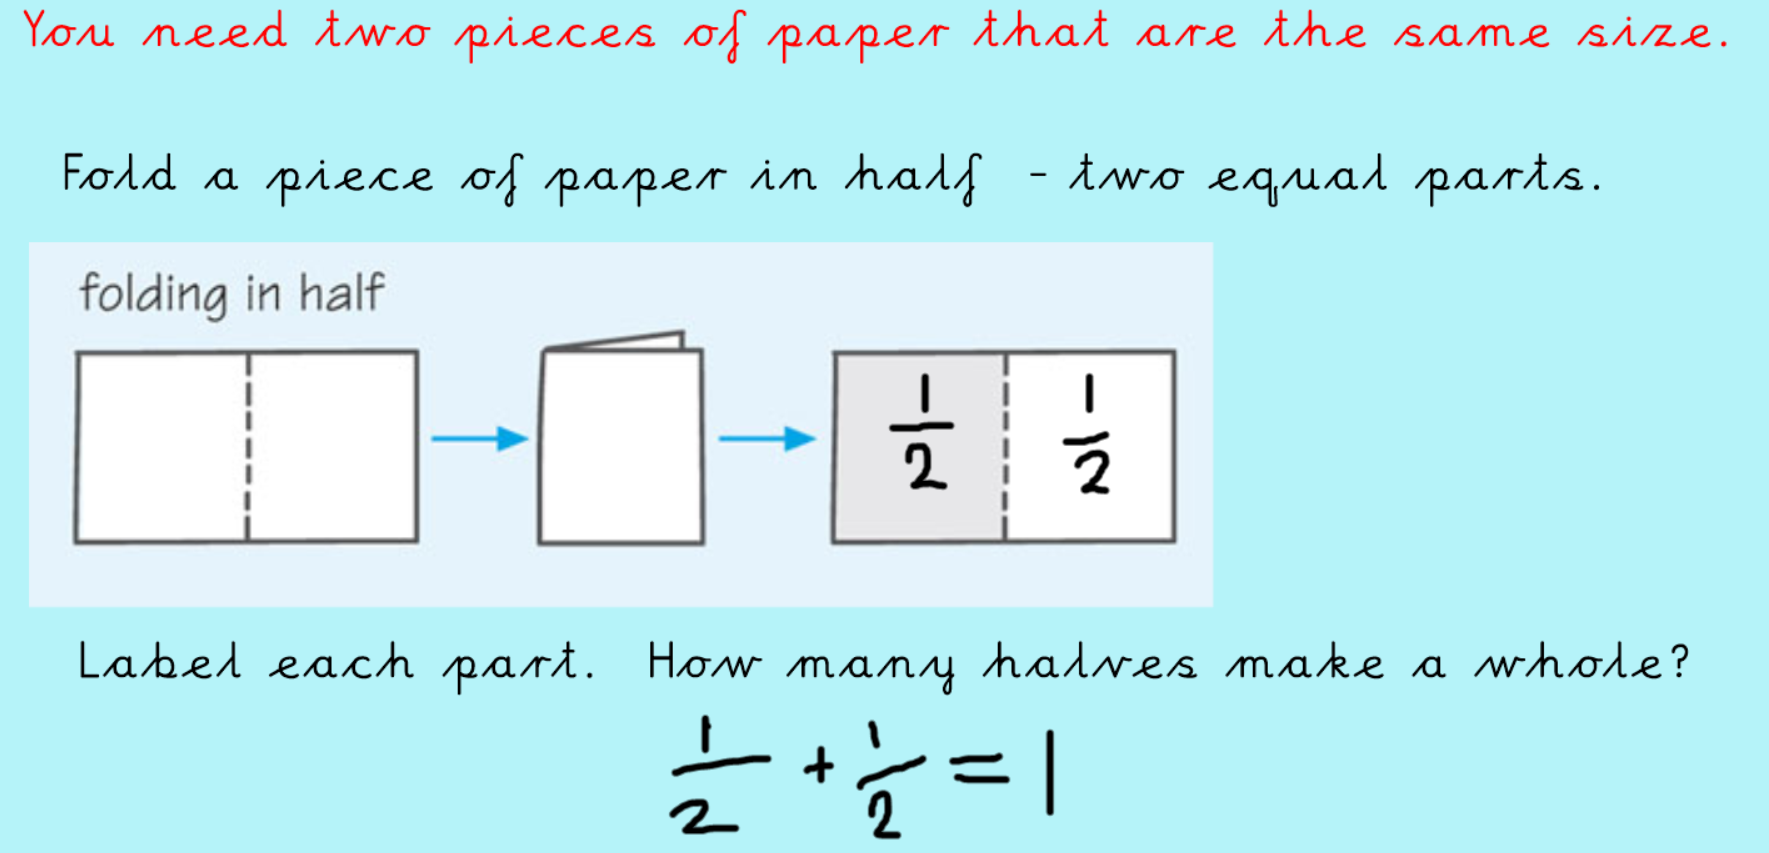 You need two pieces of paper that are the same size.
Fold a piece of paper in half - two equal parts.
folding in half
1/2 1/2
Label each part. How many halves make a whole?
1/2 + 1/2 = 1